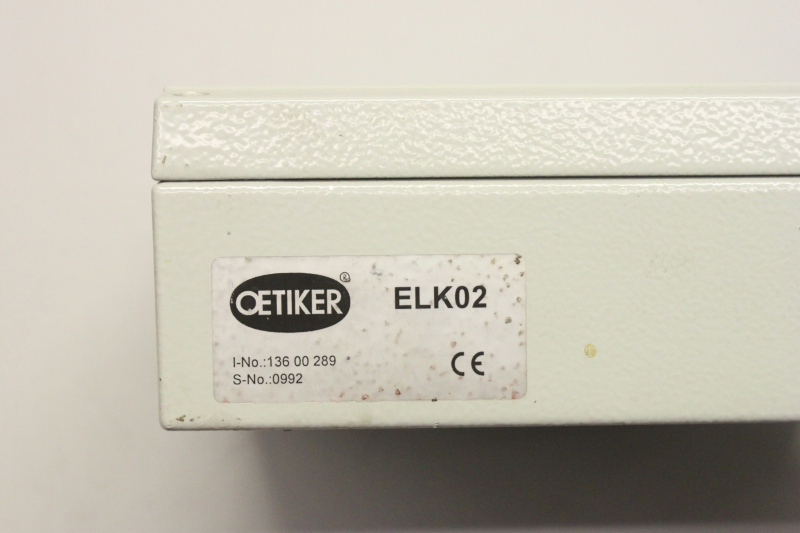 OETIKER ®
ELK02
I-No.:136 00 289
S-No.:0992
CE